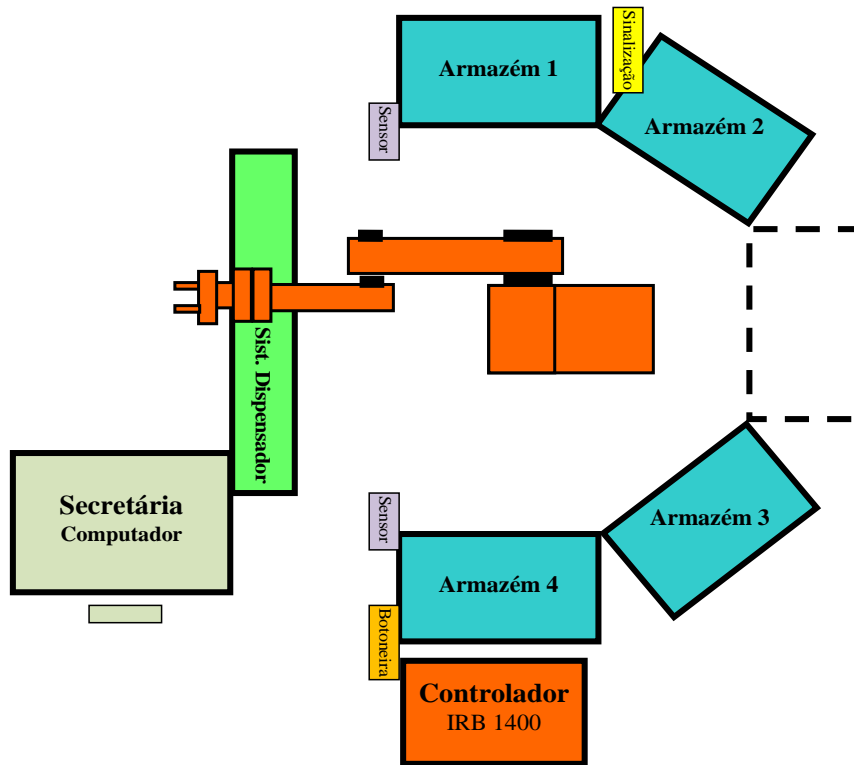 Sinalização
Armazém 1
Armazém 2
Sensor
Sist. Dispensador
Secretária
Computador
Sensor
Armazém 3
Armazém 4
Botoneira
Controlador
IRB 1400